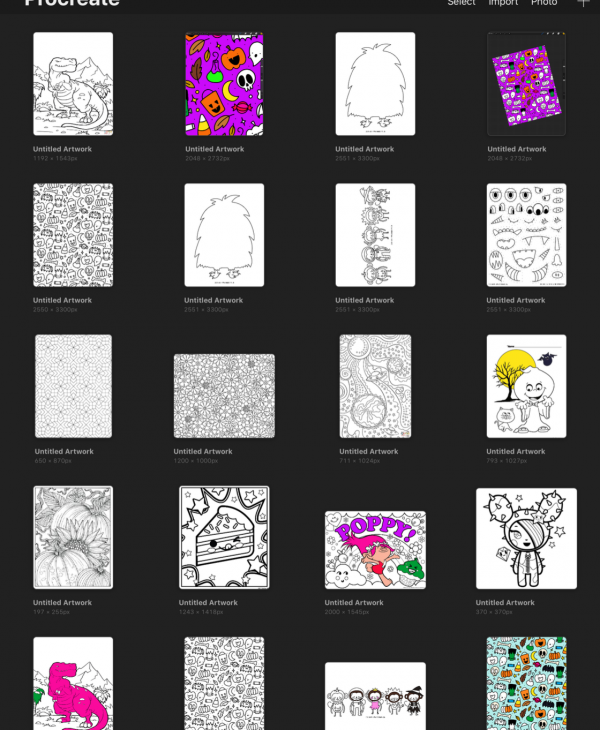 Procreate
Select Import Photo
Untitled Artwork Untitled Artwork Untitled Artwork Untitled Artwork
1192 × 1543px 2048 × 2732px 2551 × 3300px 2048 × 2732px
Untitled Artwork Untitled Artwork Untitled Artwork Untitled Artwork
2550 × 3300px 2551 × 3300px 2551 × 3300px 2551 × 3300px
Untitled Artwork Untitled Artwork Untitled Artwork Untitled Artwork
1200 × 1000px 711 × 1024px 793 × 1027px
POPPY!
Untitled Artwork Untitled Artwork Untitled Artwork Untitled Artwork
197 × 255px 1243 × 1418px 2000 × 1545px 370 × 370px